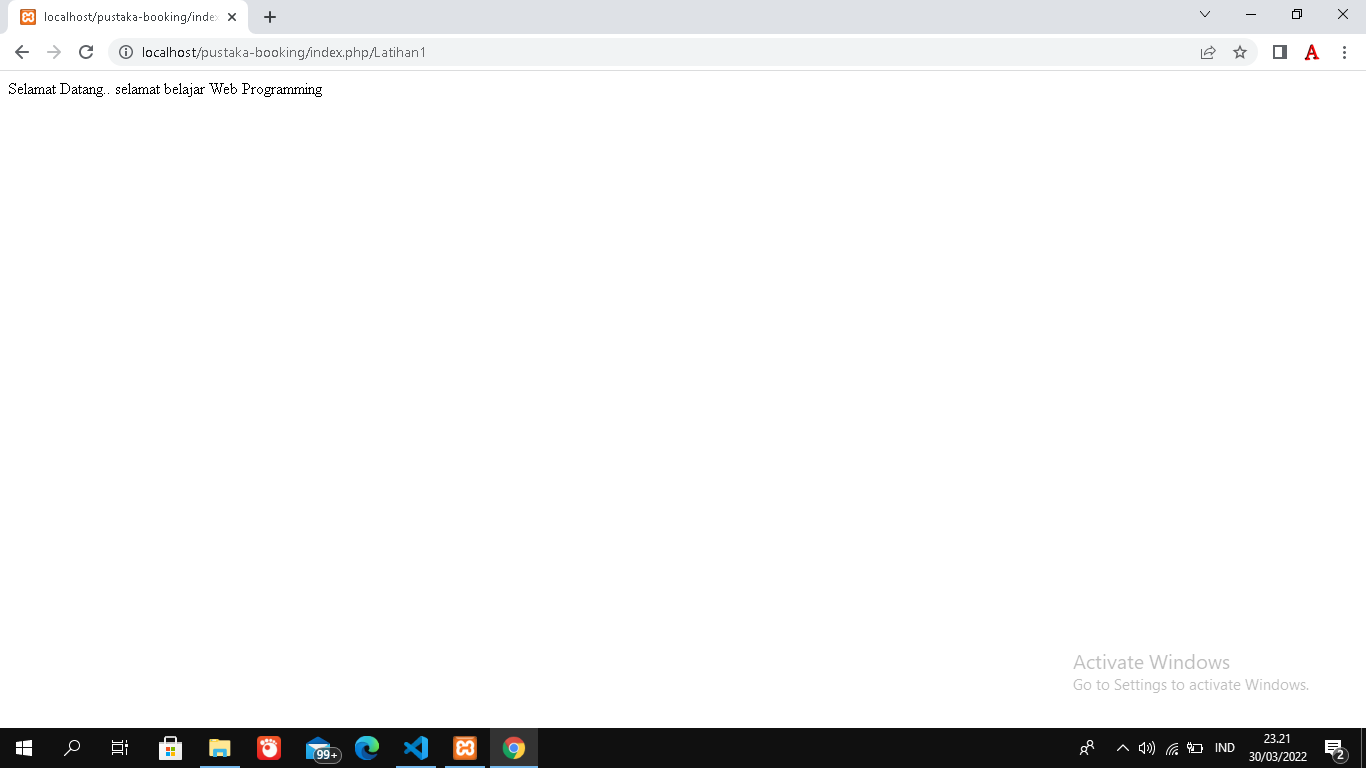 localhost/pustaka-booking/index
localhost/pustaka-booking/index.php/Latihan1
Selamat Datang.. selamat belajar Web Programming
Activate Windows
Go to Settings to activate Windows.
99+
IND
23.21
30/03/2022
2